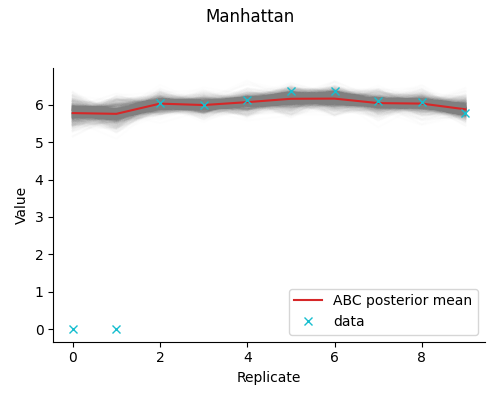 Manhattan
6
5
4
3
2
1
0
Value
0 2 4 6 8
Replicate
ABC posterior mean
data